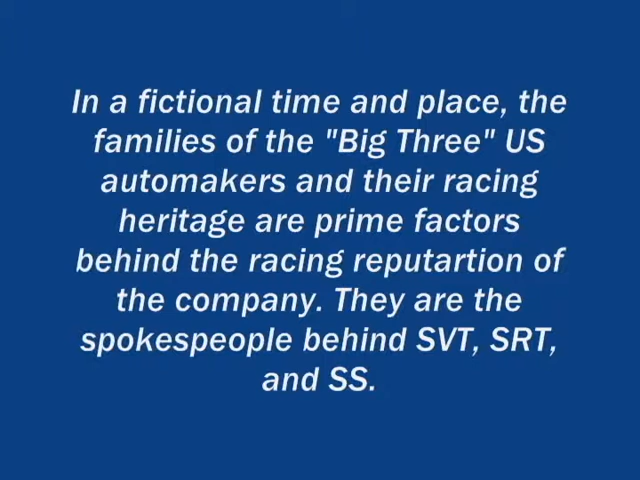 In a fictional time and place, the
families of the "Big Three" US
automakers and their racing
heritage are prime factors
behind the racing reputartion of
the company. They are the
spokespeople behind SVT, SRT,
and SS.